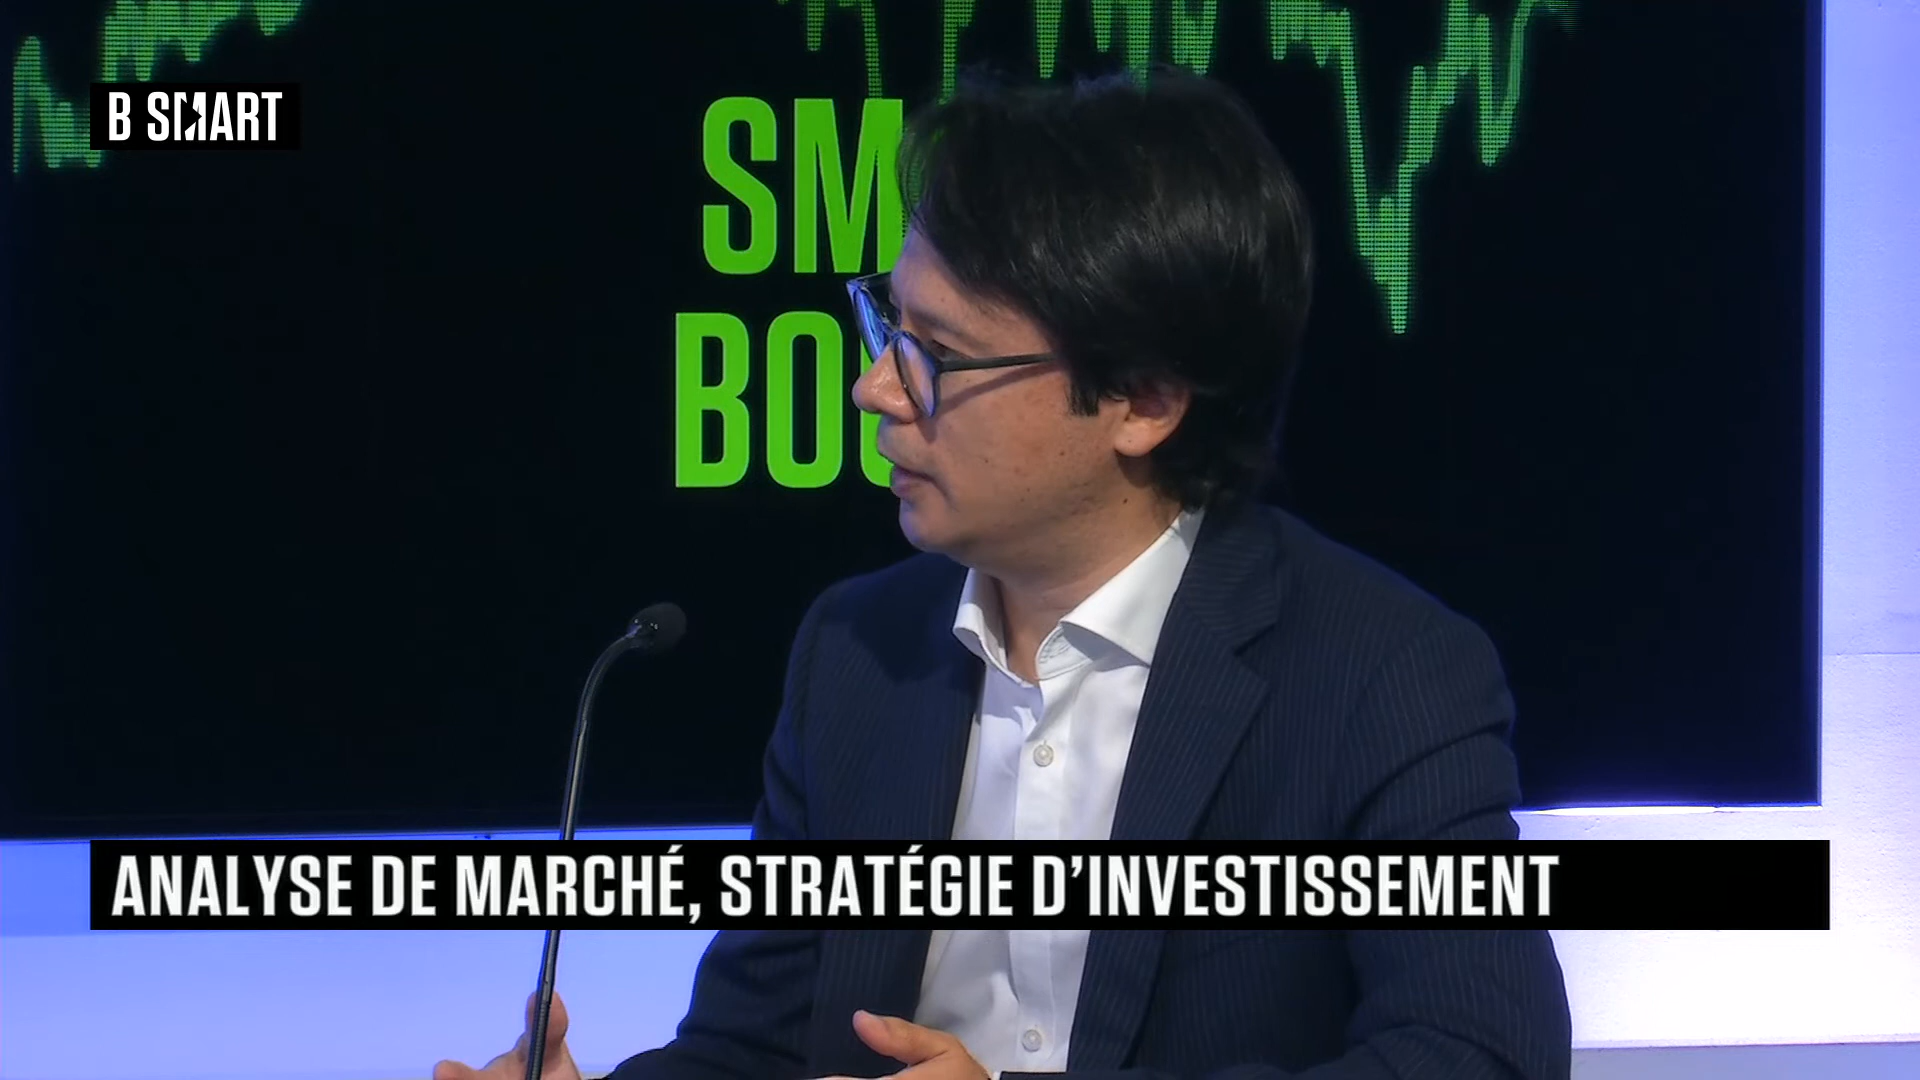 B SMART
SM
BO
ANALYSE DE MARCHÉ, STRATÉGIE D’INVESTISSEMENT